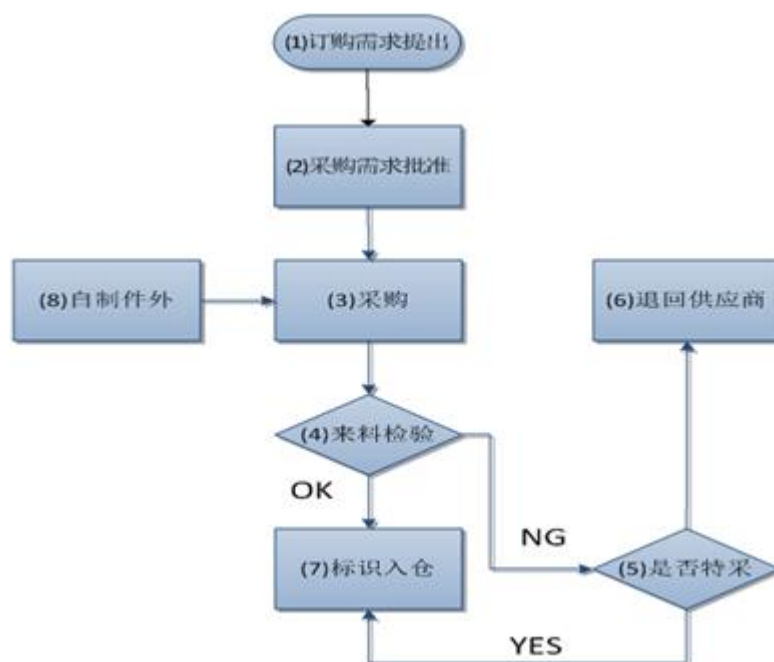 (1)订购需求提出
(2)采购需求批准
(8)自制件外
(3)采购
(6)退回供应商
(4)来料检验
OK
NG
(7)标识入仓
(5)是否特采
YES